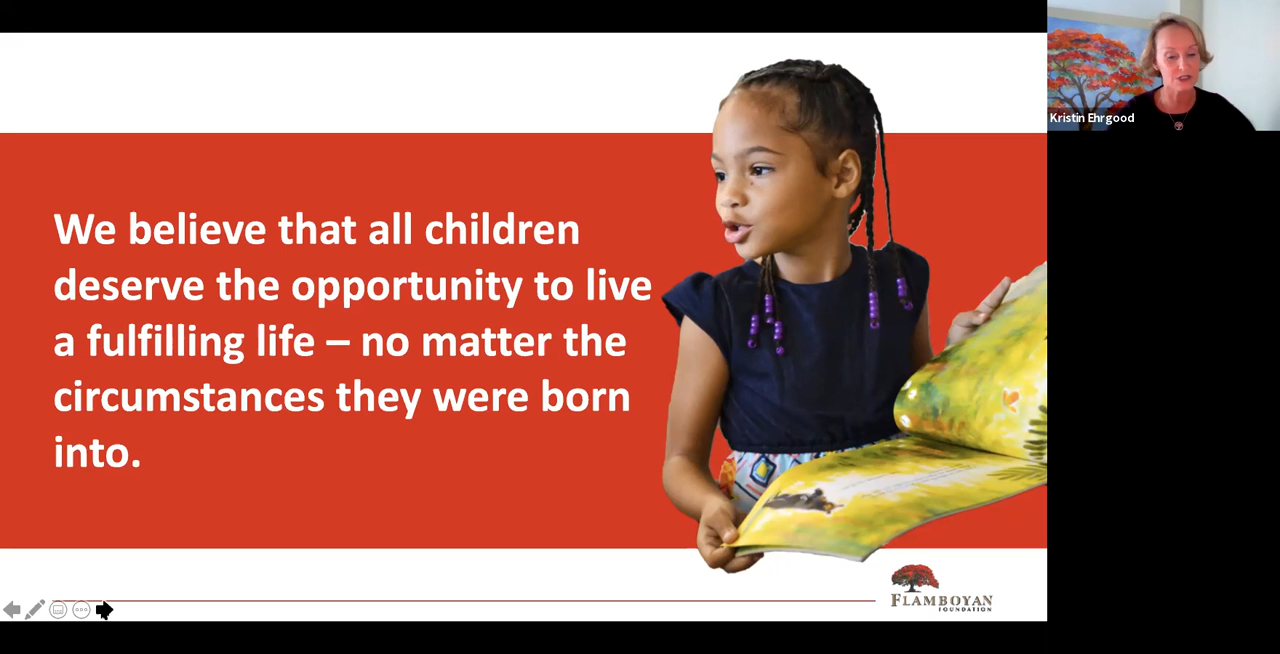 Kristin Ehrgood
We believe that all children
deserve the opportunity to live
a fulfilling life – no matter the
circumstances they were born
into.
FLAMBOYAN
FOUNDATION